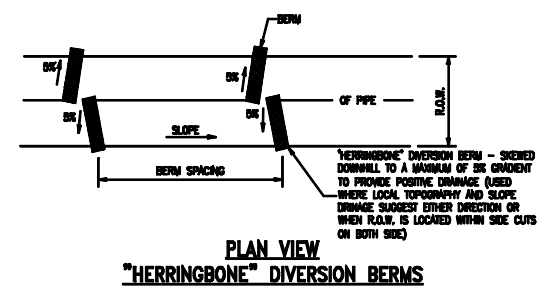 BERM
5%
5%
5%
5%
OF PIPE
R.O.W.
SLOPE
BERM SPACING
"HERRINGBONE" DIVERSION BERM - SKEWED
DOWNHILL TO A MAXIMUM OF 5% GRADIENT
TO PROVIDE POSITIVE DRAINAGE (USED
WHERE LOCAL TOPOGRAPHY AND SLOPE
DRINAGE SUGGEST EITHER DIRECTION OR
WHEN R.O.W. IS LOCATED WITHIN SIDE CUTS
ON BOTH SIDE)
PLAN VIEW
"HERRINGBONE" DIVERSION BERMS